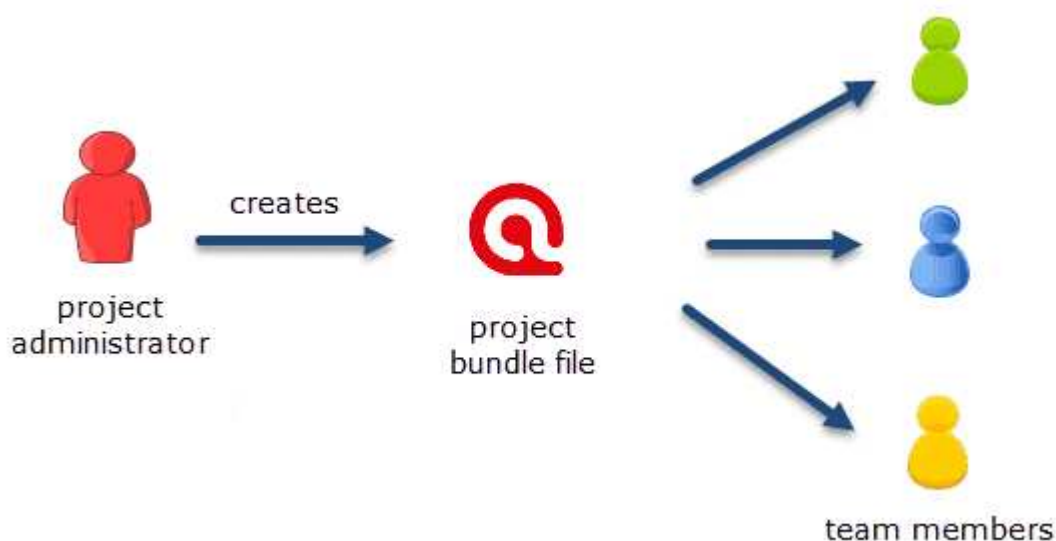 creates
project
administrator
project
bundle file
team members